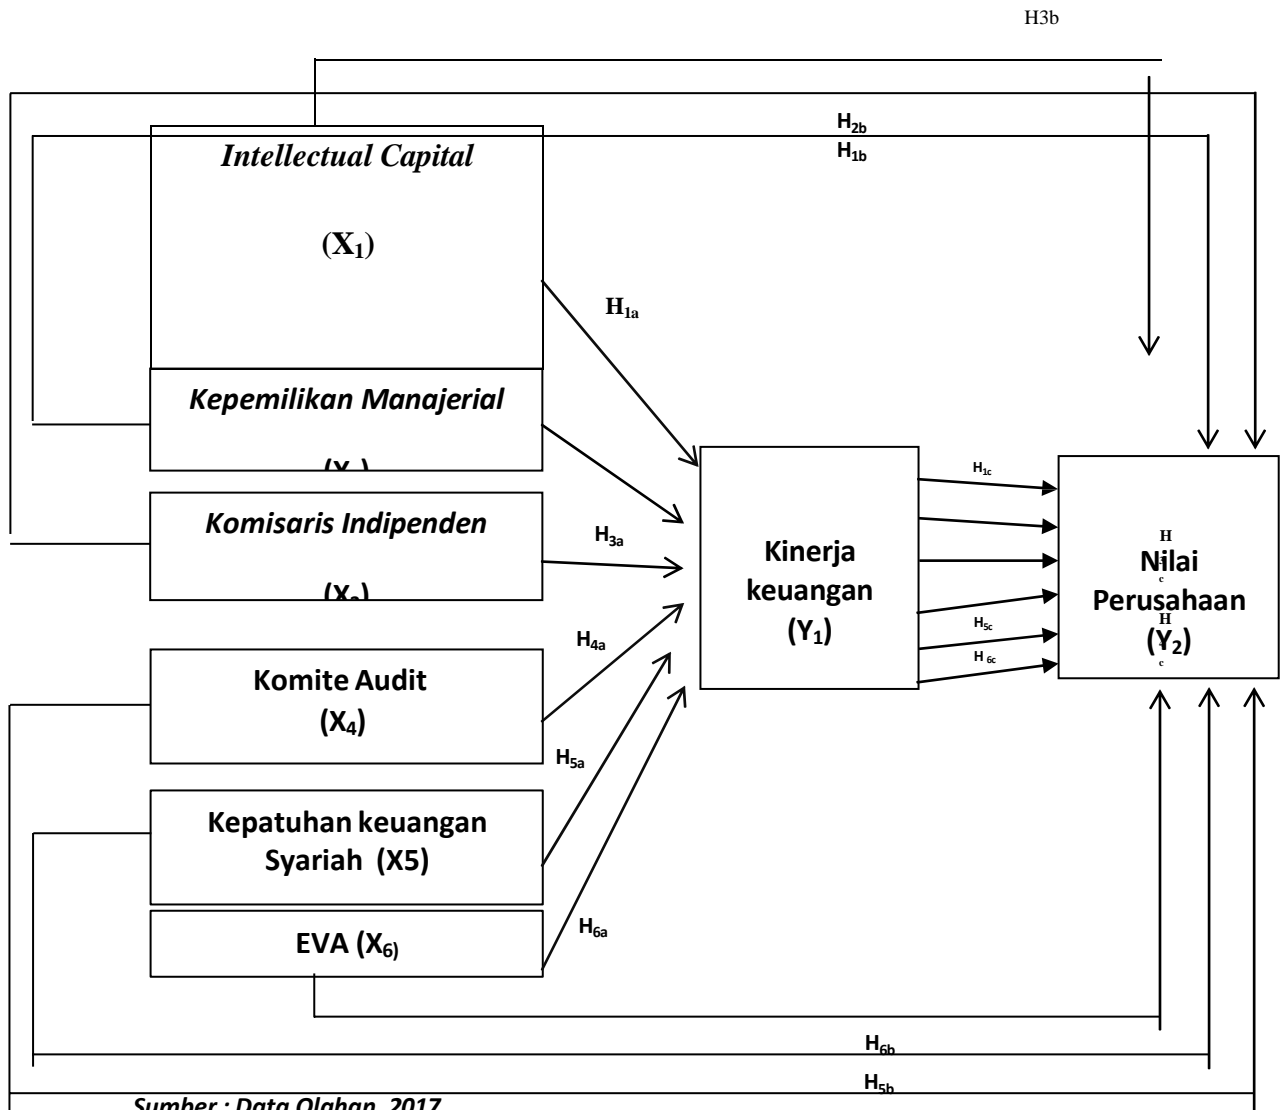 H3b
H2b
H1b
Intellectual Capital
(X1)
H1a
Kepemilikan Manajerial
Komisaris Indipenden
H3a
Kinerja
keuangan
(Y1)
H1c
H5c
H 6c
H
c
Nilai
Perusahaan
H
(Y2)
c
Komite Audit
(X4)
H4a
H5a
Kepatuhan keuangan
Syariah (X5)
EVA (X6)
H6a
H6b
H5b
Sumber : Data Olahan, 2017